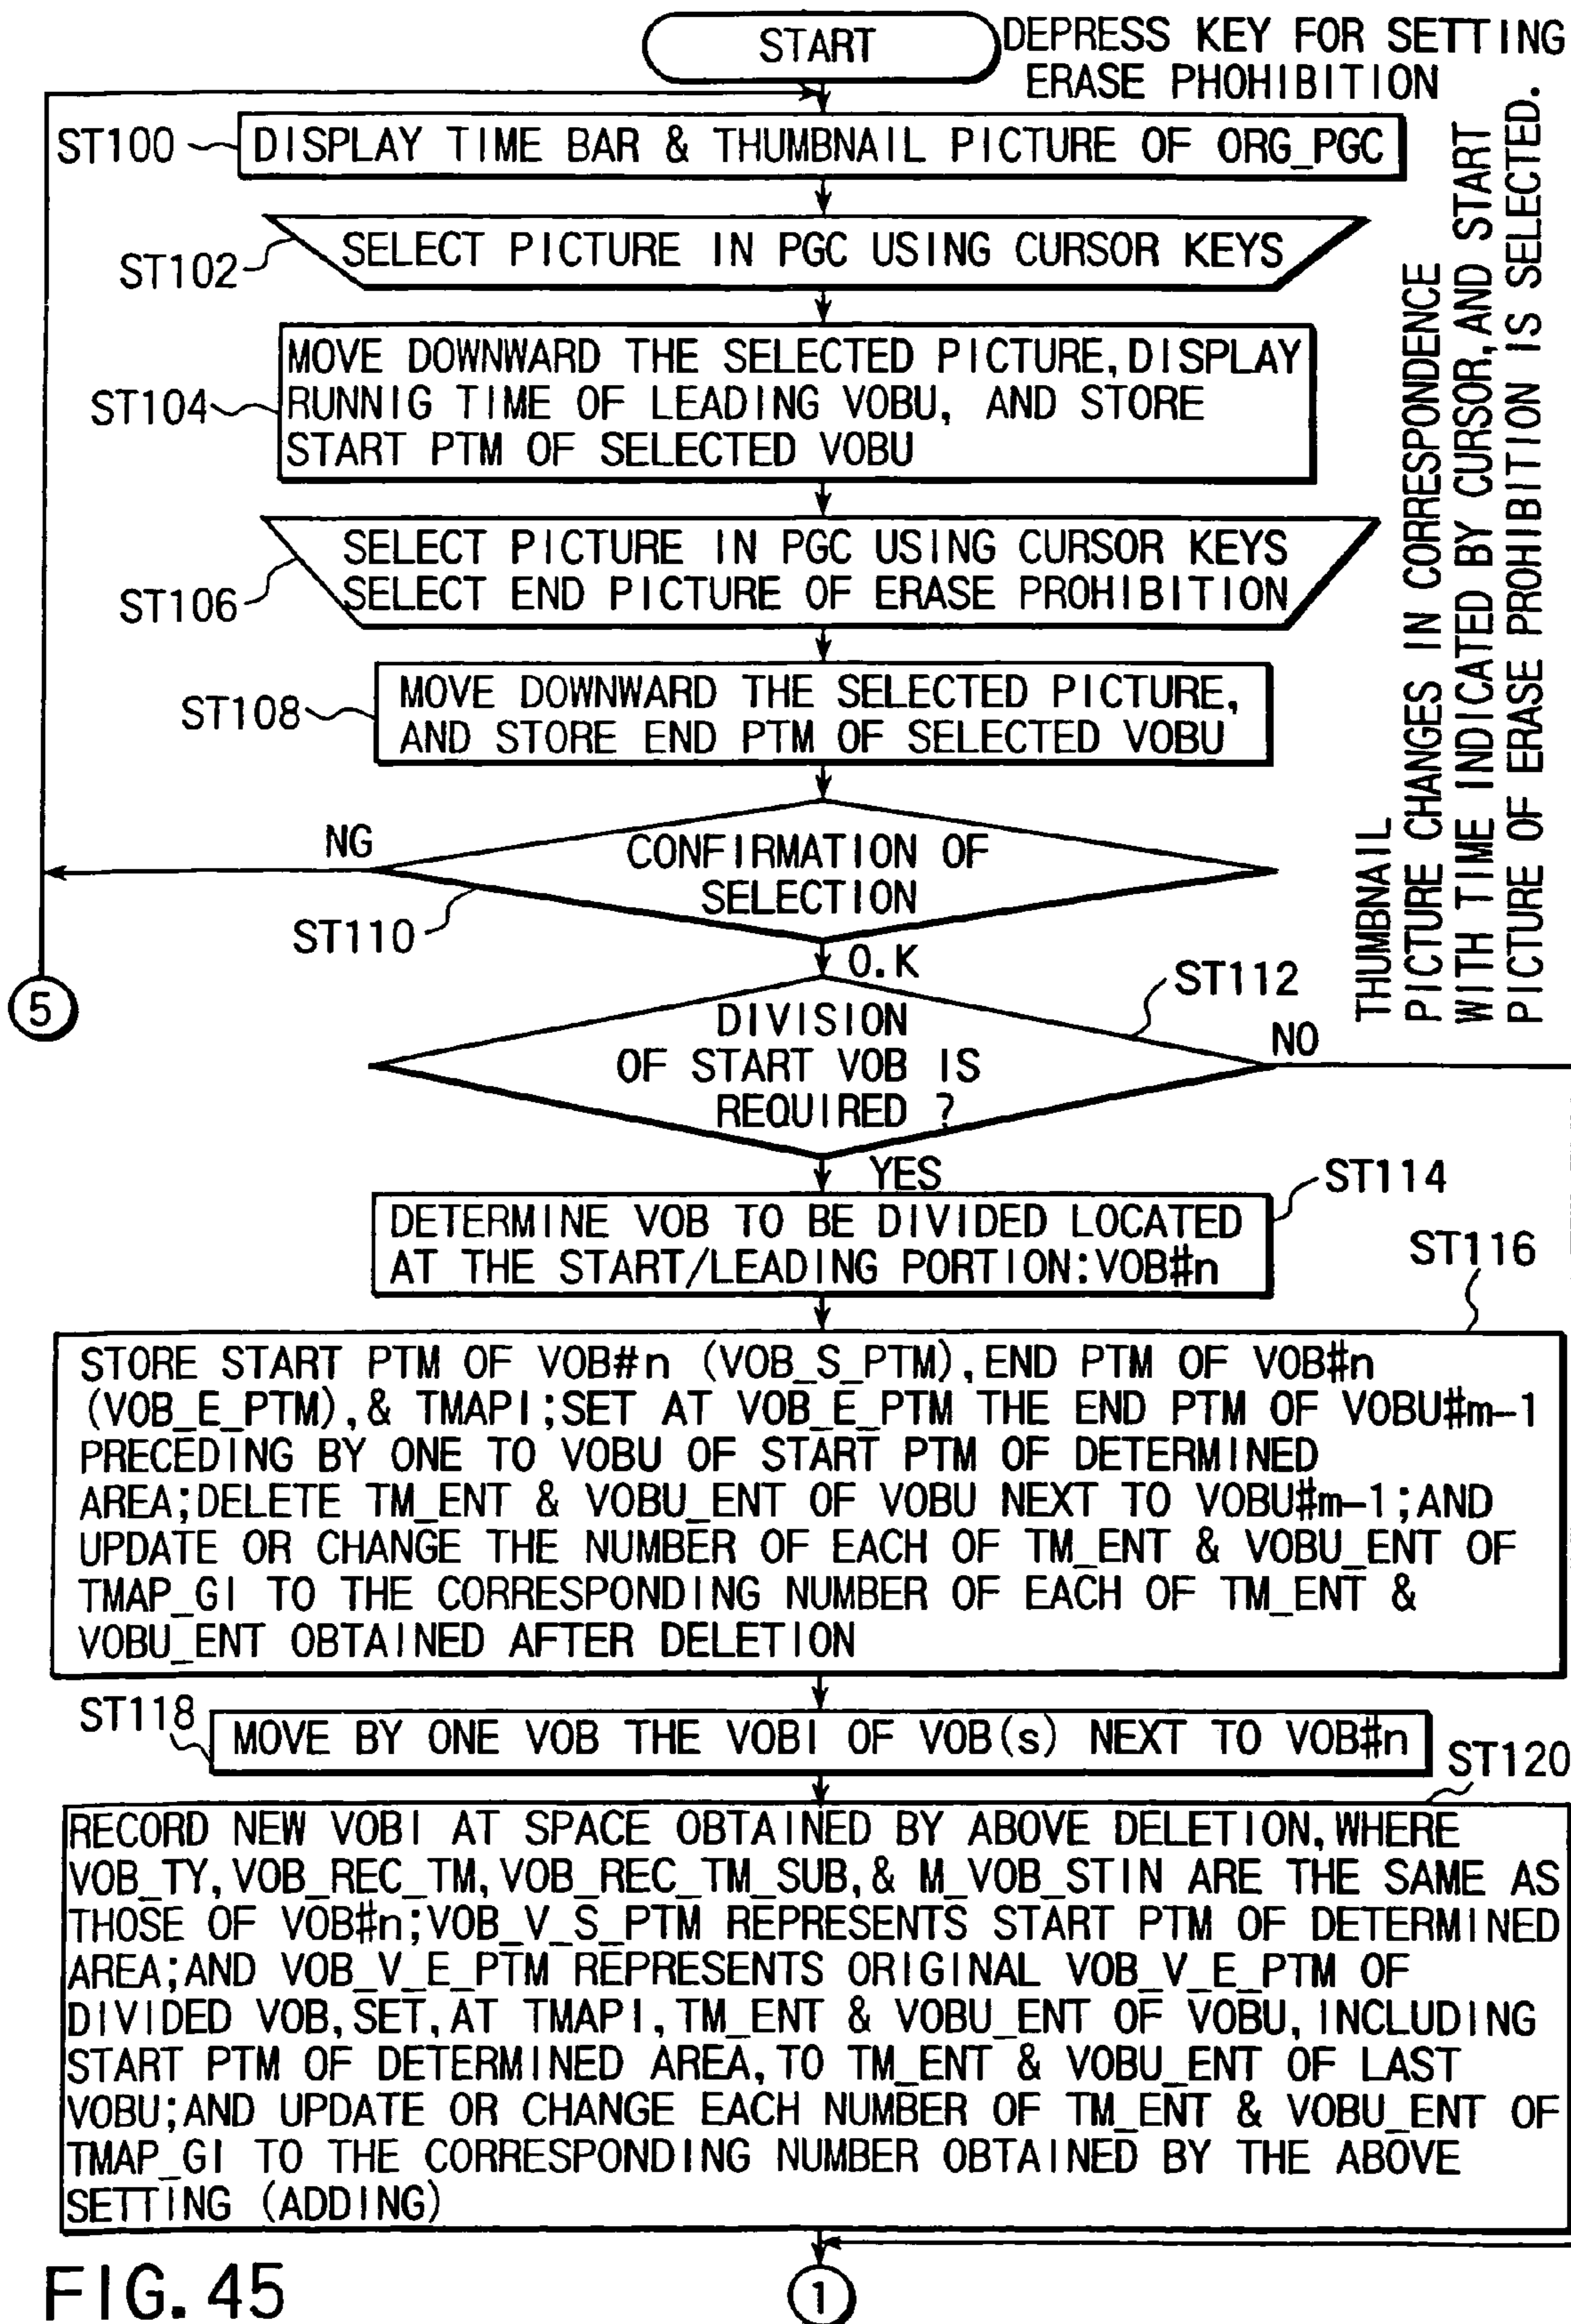 START
DEPRESS KEY FOR SETTING
ERASE PHOHIBITION
ST100
DISPLAY TIME BAR & THUMBNAIL PICTURE OF ORG_PGC
ST102
SELECT PICTURE IN PGC USING CURSOR KEYS
THUMBNAIL
PICTURE CHANGES IN CORRESPONDENCE
WITH TIME INDICATED BY CURSOR, AND START
PICTURE OF ERASE PROHIBITION IS SELECTED.
ST104
MOVE DOWNWARD THE SELECTED PICTURE, DISPLAY
RUNNIG TIME OF LEADING VOBU, AND STORE
START PTM OF SELECTED VOBU
ST106
SELECT PICTURE IN PGC USING CURSOR KEYS
SELECT END PICTURE OF ERASE PROHIBITION
ST108
MOVE DOWNWARD THE SELECTED PICTURE,
AND STORE END PTM OF SELECTED VOBU
NG
CONFIRMATION OF
SELECTION
ST110
O.K
5
ST112
DIVISION
OF START VOB IS
REQUIRED ?
NO
YES
ST114
DETERMINE VOB TO BE DIVIDED LOCATED
AT THE START/LEADING PORTION:VOB#n
ST116
STORE START PTM OF VOB#n (VOB_S_PTM), END PTM OF VOB#n
(VOB_E_PTM), & TMAPI;SET AT VOB_E_PTM THE END PTM OF VOBU#m-1
PRECEDING BY ONE TO VOBU OF START PTM OF DETERMINED
AREA;DELETE TM_ENT & VOBU_ENT OF VOBU NEXT TO VOBU#m-1;AND
UPDATE OR CHANGE THE NUMBER OF EACH OF TM_ENT & VOBU_ENT OF
TMAP_GI TO THE CORRESPONDING NUMBER OF EACH OF TM_ENT &
VOBU_ENT OBTAINED AFTER DELETION
ST118
MOVE BY ONE VOB THE VOBI OF VOB(s) NEXT TO VOB#n
ST120
RECORD NEW VOBI AT SPACE OBTAINED BY ABOVE DELETION, WHERE
VOB_TY, VOB_REC_TM, VOB_REC_TM_SUB, & M_VOB_STIN ARE THE SAME AS
THOSE OF VOB#n;VOB_V_S_PTM REPRESENTS START PTM OF DETERMINED
AREA;AND VOB_V_E_PTM REPRESENTS ORIGINAL VOB_V_E_PTM OF
DIVIDED VOB, SET, AT TMAPI, TM_ENT & VOBU_ENT OF VOBU, INCLUDING
START PTM OF DETERMINED AREA, TO TM_ENT & VOBU_ENT OF LAST
VOBU;AND UPDATE OR CHANGE EACH NUMBER OF TM_ENT & VOBU_ENT OF
TMAP_GI TO THE CORRESPONDING NUMBER OBTAINED BY THE ABOVE
SETTING (ADDING)
1
FIG. 45